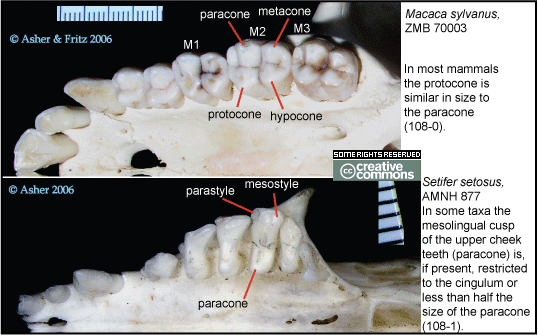 paracone
metacone
M1
M2
M3
© Asher & Fritz 2006
protocone
hypocone
Macaca sylvanus,
ZMB 70003
In most mammals
the protocone is
similar in size to
the paracone
(108-0).
SOME RIGHTS RESERVED
cc creative
commons
© Asher 2006
parastyle
mesostyle
paracone
Setifer setosus,
AMNH 877
In some taxa the
mesolingual cusp
of the upper cheek
teeth (paracone) is,
if present, restricted
to the cingulum or
less than half the
size of the paracone
(108-1).